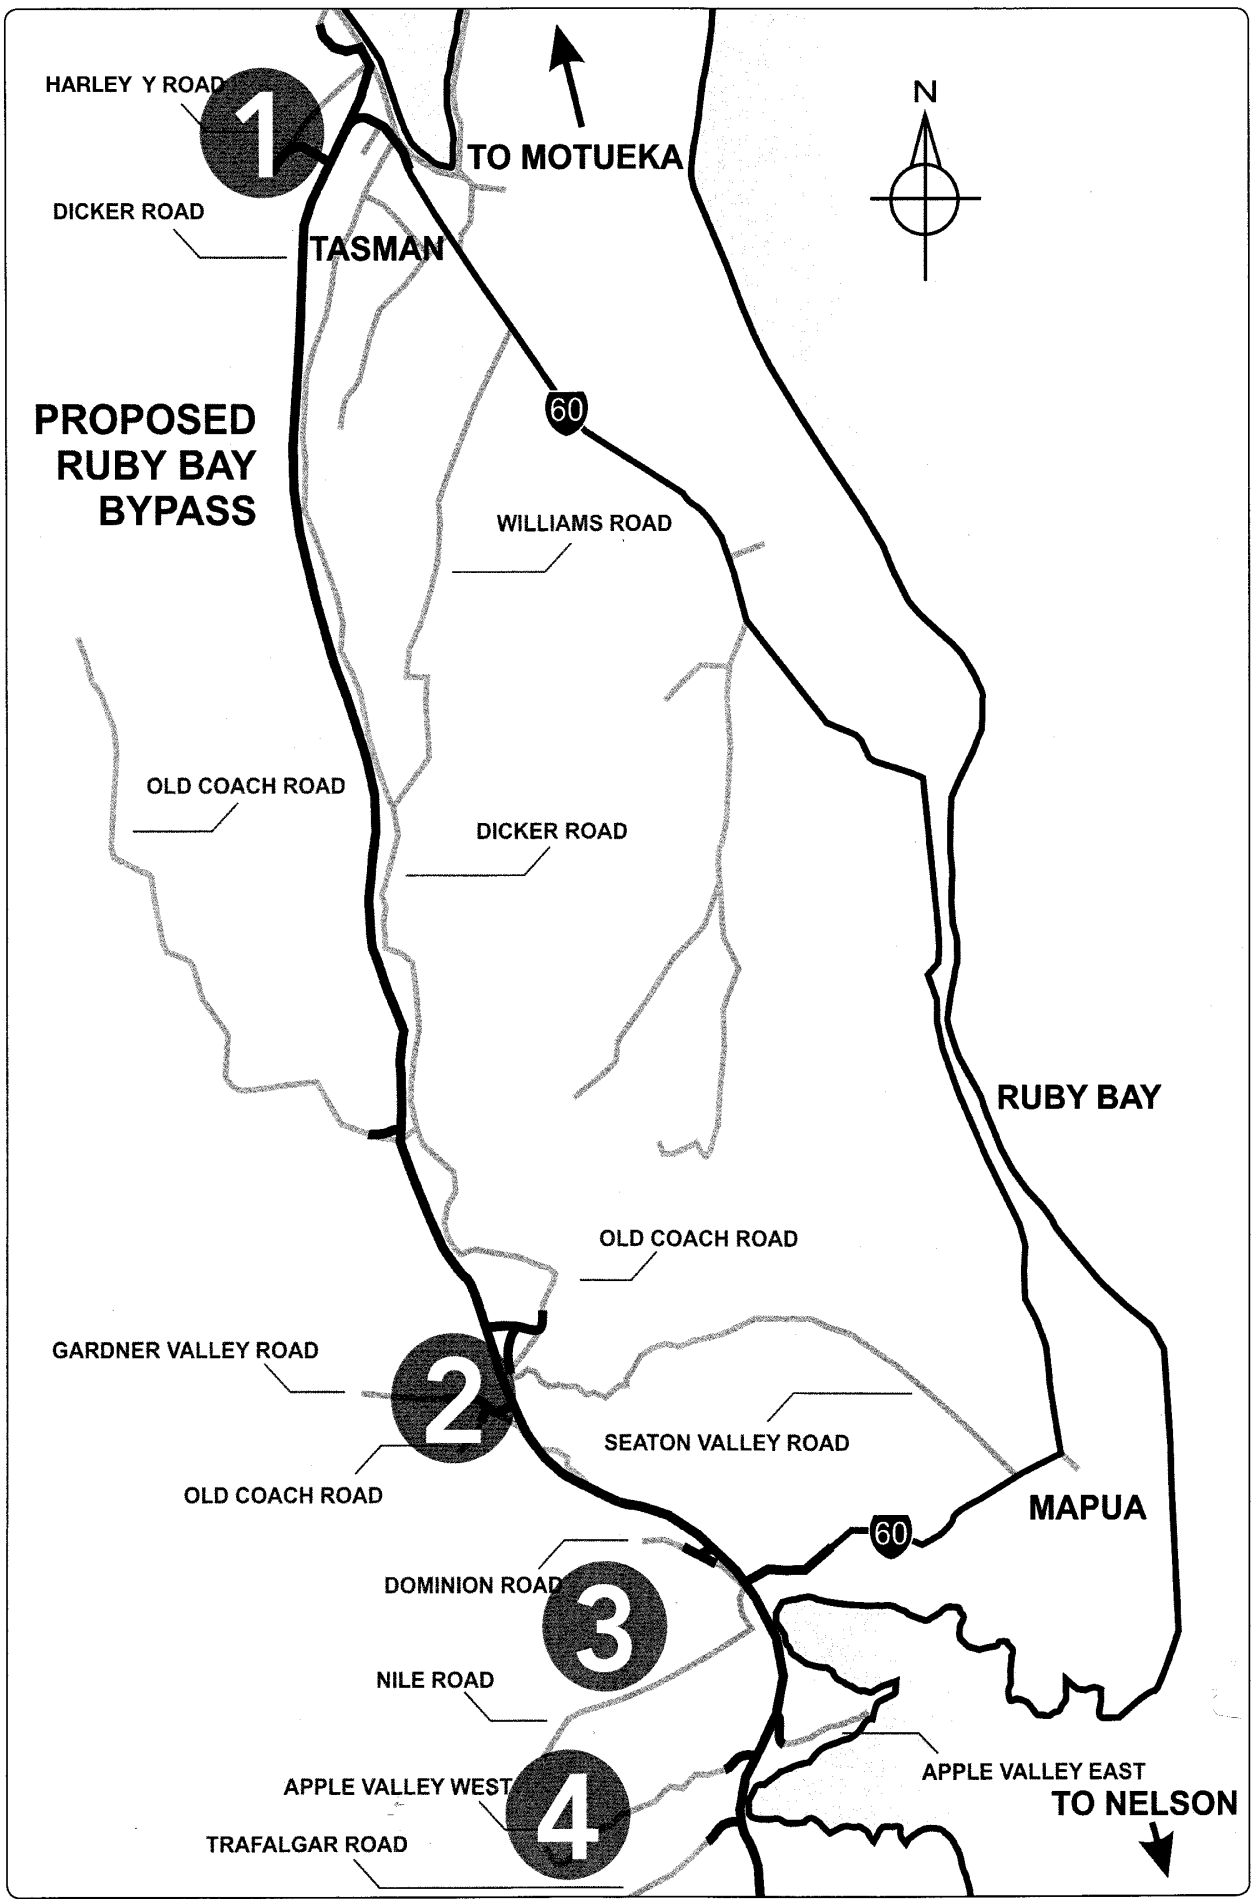 HARLEY Y ROAD
1
N
TO MOTUEKA
DICKER ROAD
TASMAN
60
PROPOSED
RUBY BAY
BYPASS
WILLIAMS ROAD
OLD COACH ROAD
DICKER ROAD
RUBY BAY
OLD COACH ROAD
GARDNER VALLEY ROAD
2
SEATON VALLEY ROAD
OLD COACH ROAD
MAPUA
60
DOMINION ROAD
3
NILE ROAD
APPLE VALLEY EAST
APPLE VALLEY WEST
4
TO NELSON
TRAFALGAR ROAD